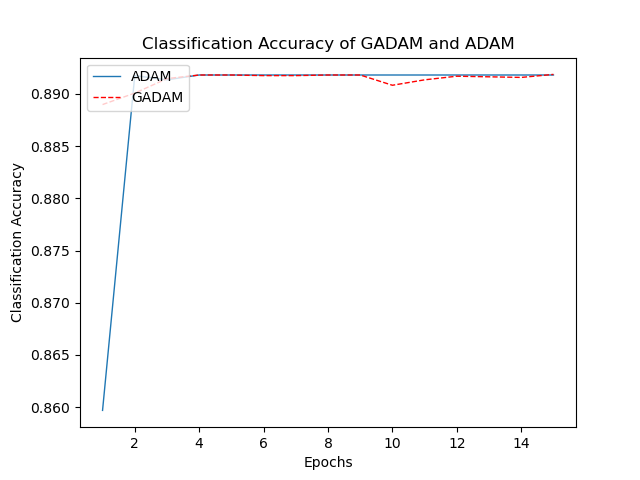 Classification Accuracy of GADAM and ADAM
ADAM
GADAM
0.890
0.885
0.880
0.875
0.870
0.865
0.860
Classification Accuracy
2 4 6 8 10 12 14
Epochs